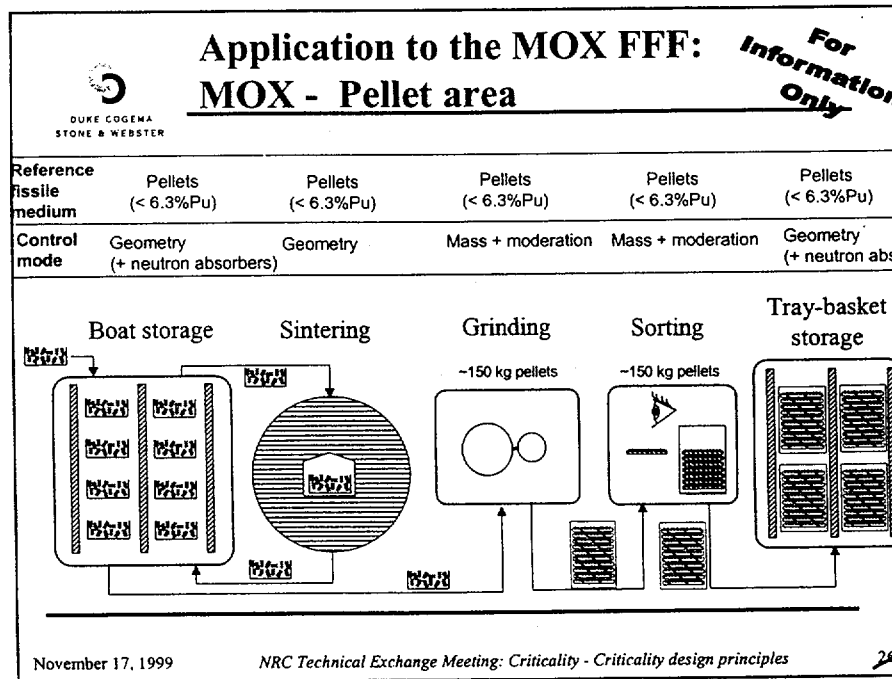 Application to the MOX FFF:
MOX - Pellet area
For
Information
Only
DUKE COGEMA
STONE & WEBSTER
Reference
fissile
medium
Pellets
(< 6.3%Pu)
Pellets
(< 6.3%Pu)
Pellets
(< 6.3%Pu)
Pellets
(< 6.3%Pu)
Pellets
(< 6.3%Pu)
Control
mode
Geometry
(+ neutron absorbers)
Geometry
Mass + moderation
Mass + moderation
Geometry
(+ neutron abs
Boat storage
Sintering
Grinding
Sorting
Tray-basket
storage
~150 kg pellets
~150 kg pellets
November 17, 1999
NRC Technical Exchange Meeting: Criticality - Criticality design principles